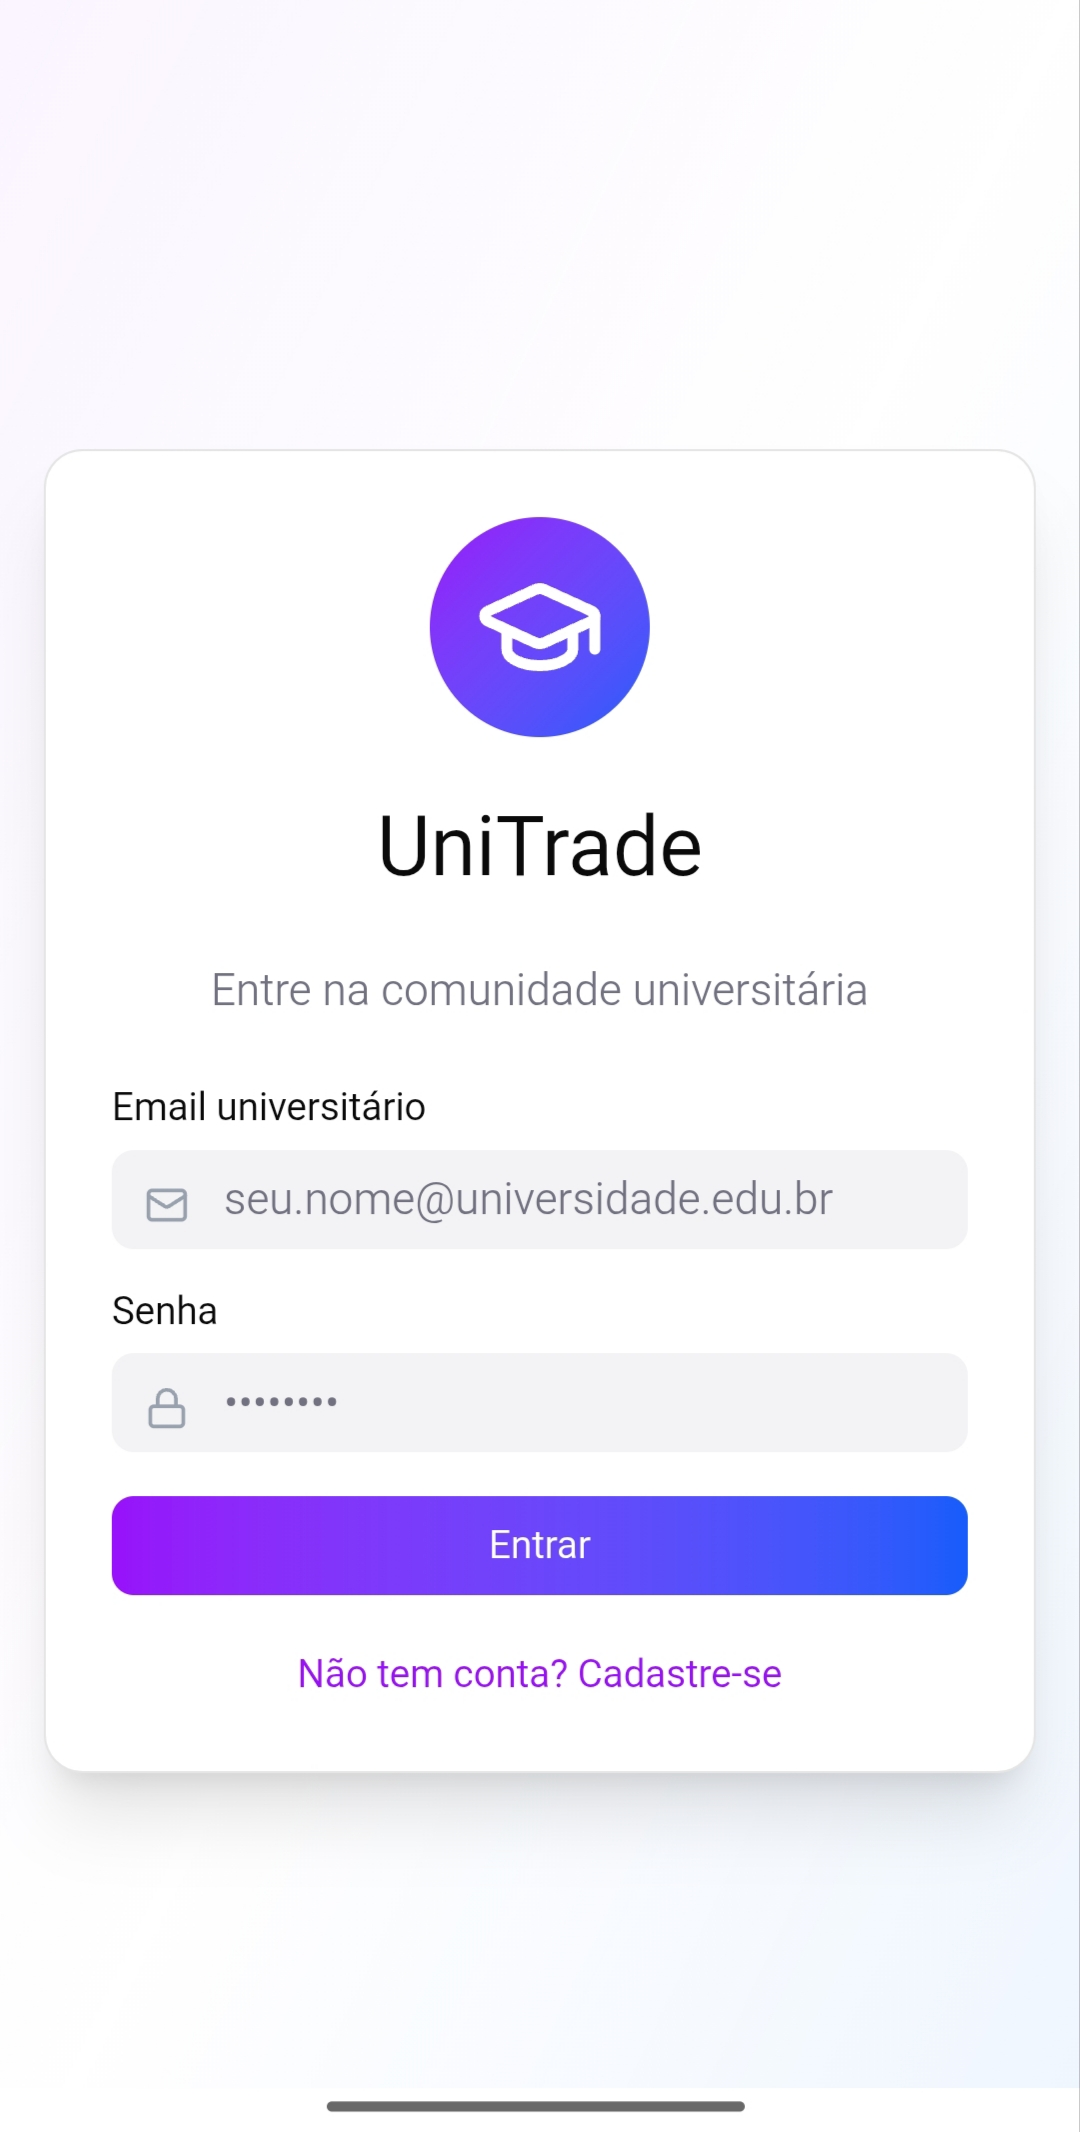 UniTrade
Entre na comunidade universitária
Email universitário
seu.nome@universidade.edu.br
Senha
••••••••
Entrar
Não tem conta? Cadastre-se